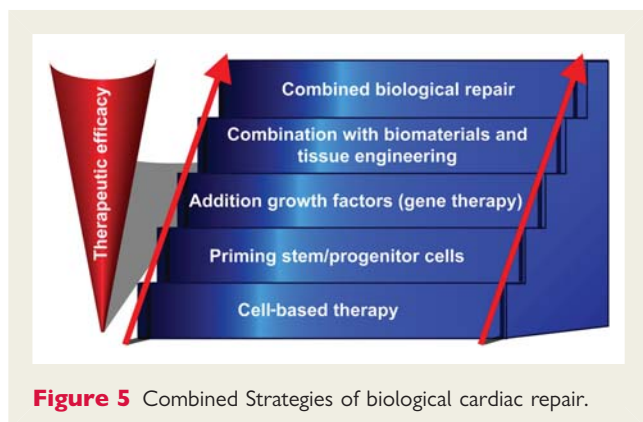 Therapeutic efficacy
Combined biological repair
Combination with biomaterials and
tissue engineering
Addition growth factors (gene therapy)
Priming stem/progenitor cells
Cell-based therapy
Figure 5 Combined Strategies of biological cardiac repair.